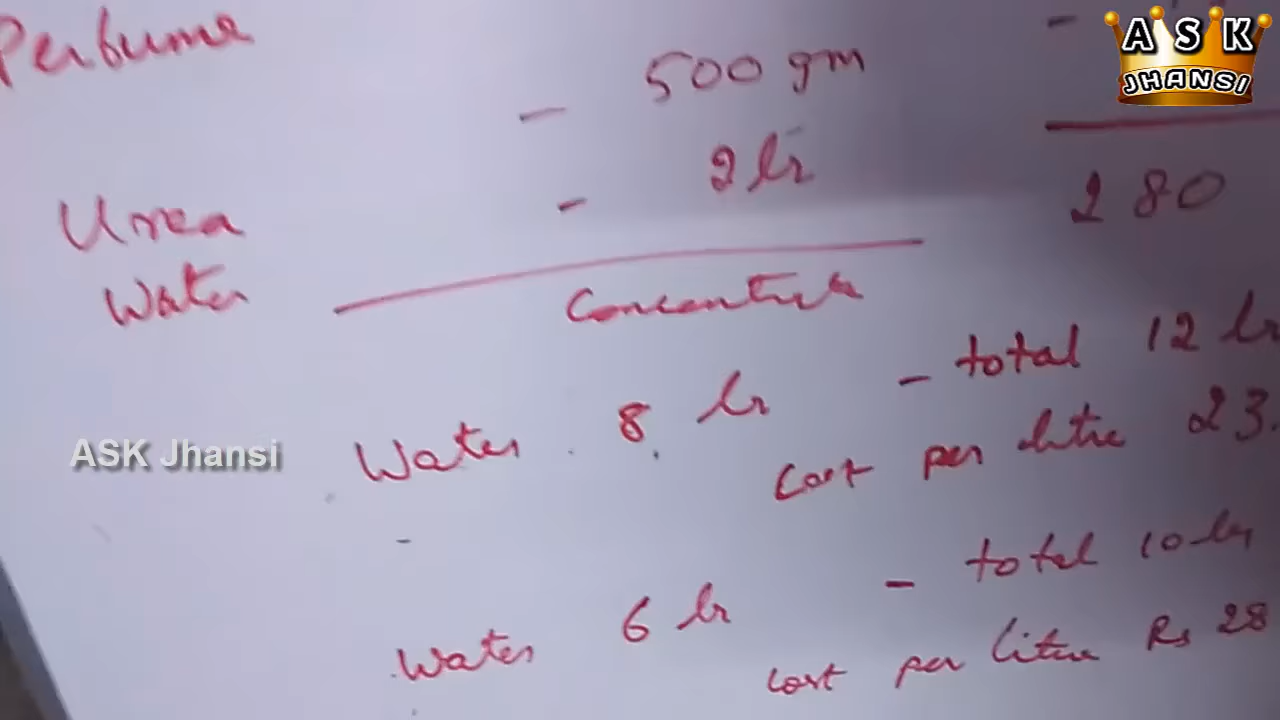 ASK
JHANSI
Perfume
Urea - 500 gm
Water - 2 lr
280
Concentrate
Water 8 lr - total 12 lr
Cost per litre 23.
ASK Jhansi
Water 6 lr - total 10 lr
Cost per litre Rs 28